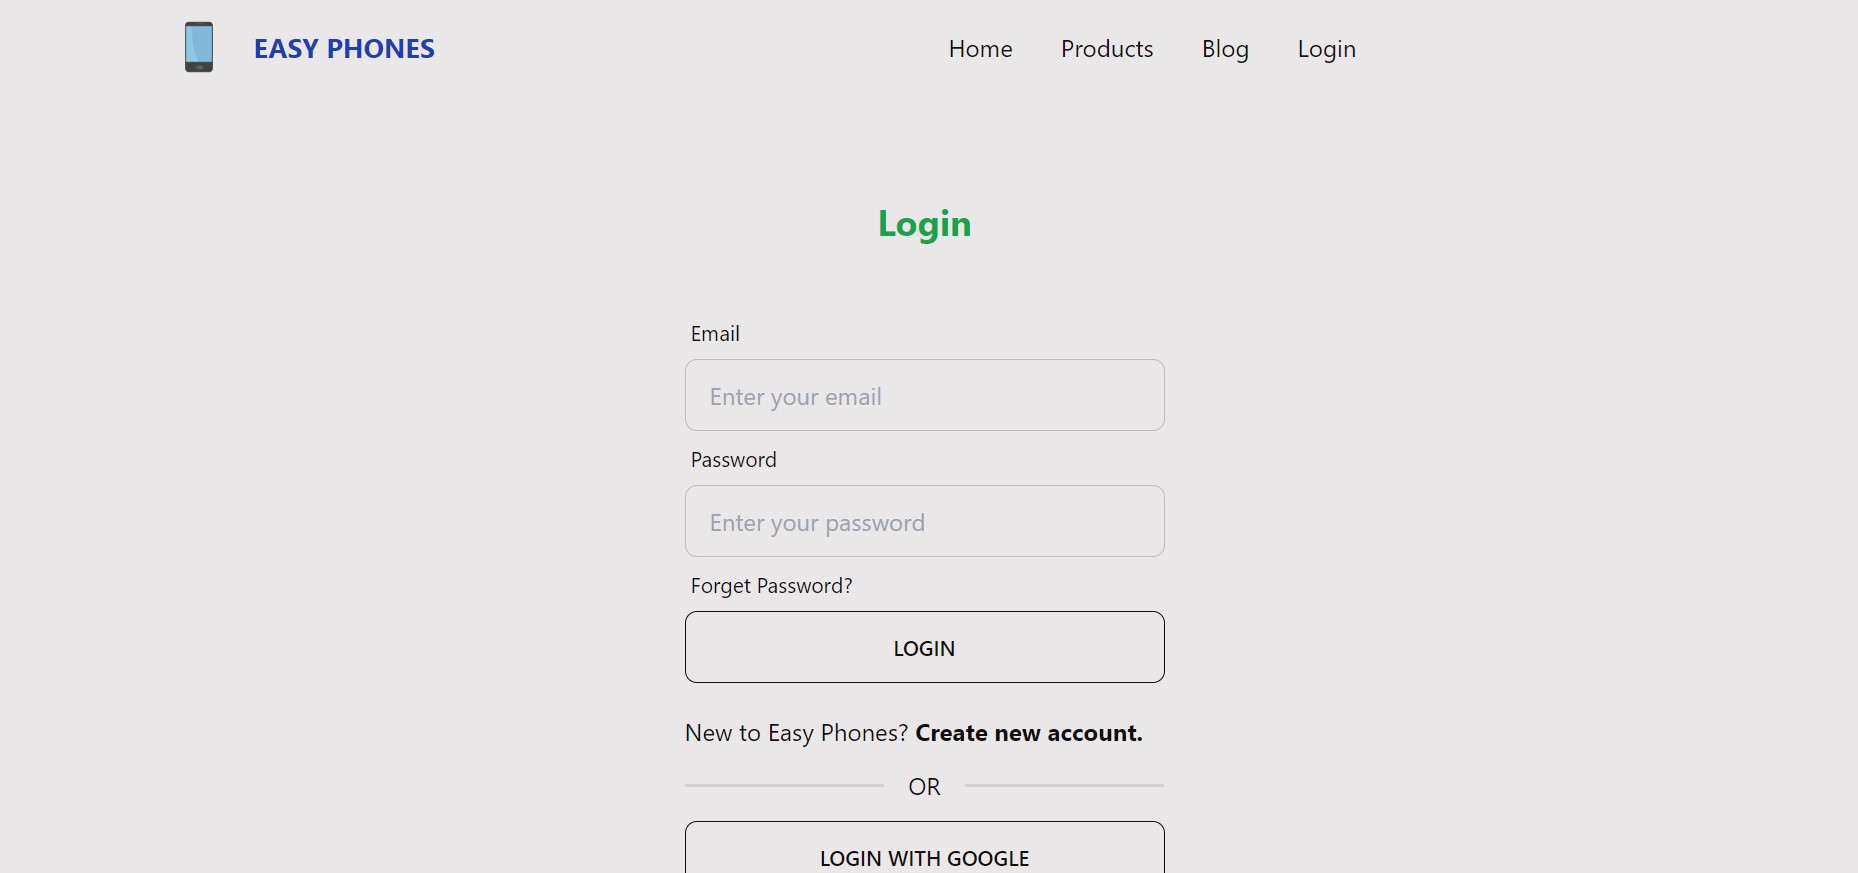 EASY PHONES
Home Products Blog Login
Login
Email
Enter your email
Password
Enter your password
Forget Password?
LOGIN
New to Easy Phones? Create new account.
OR
LOGIN WITH GOOGLE